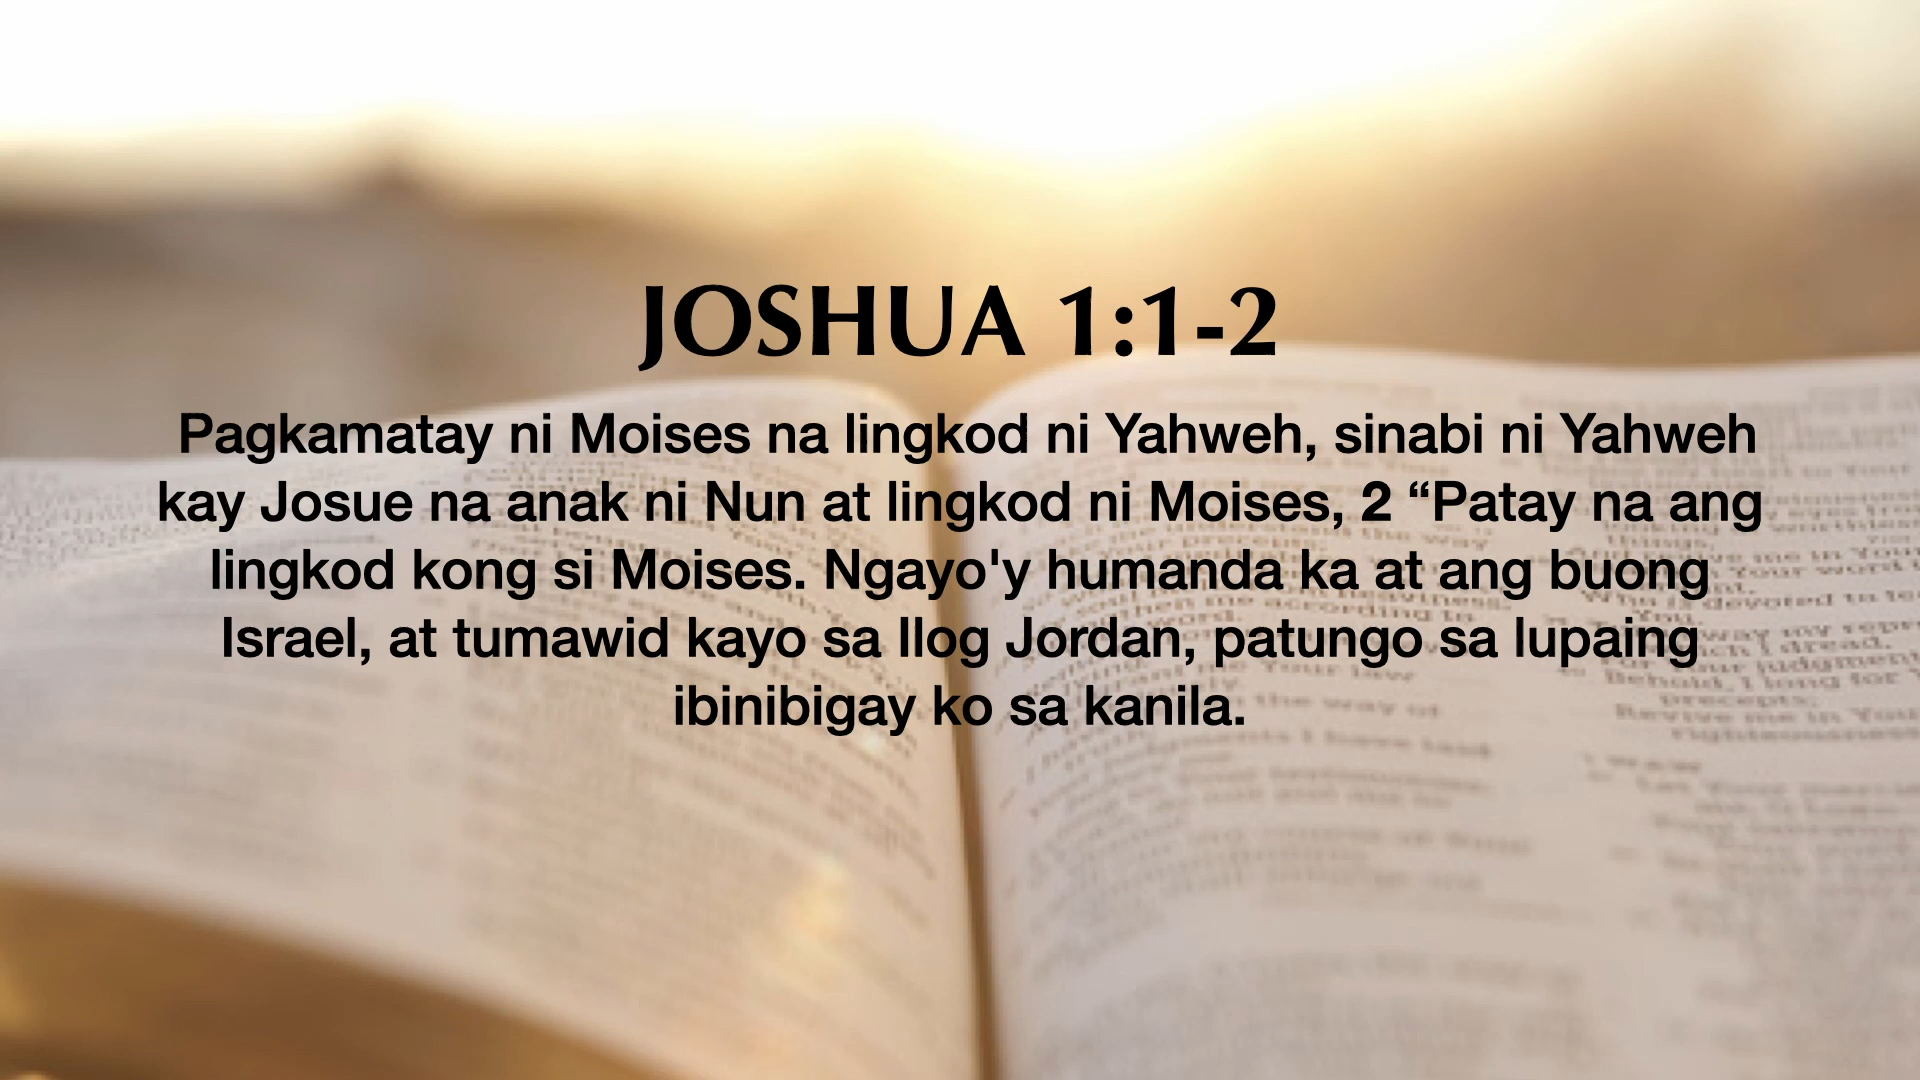 JOSHUA 1:1-2
Pagkamatay ni Moises na lingkod ni Yahweh, sinabi ni Yahweh
kay Josue na anak ni Nun at lingkod ni Moises, 2 “Patay na ang
lingkod kong si Moises. Ngayo'y humanda ka at ang buong
Israel, at tumawid kayo sa Ilog Jordan, patungo sa lupaing
ibinibigay ko sa kanila.